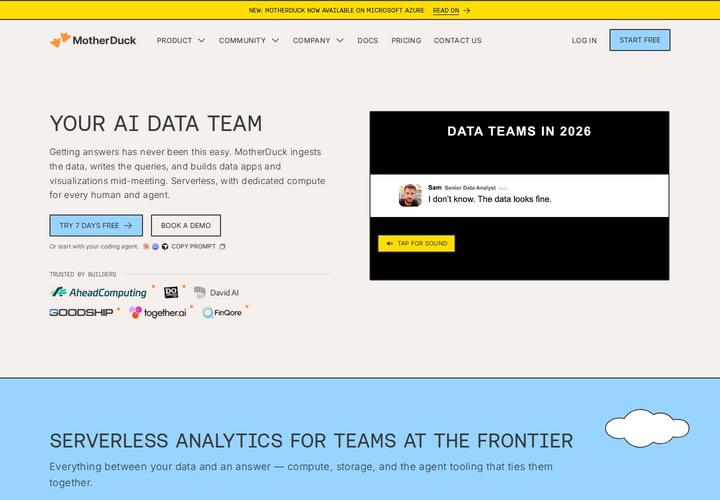 NEW: MOTHERDUCK NOW AVAILABLE ON MICROSOFT AZURE READ ON
MotherDuck PRODUCT COMMUNITY COMPANY DOCS PRICING CONTACT US LOG IN START FREE
YOUR AI DATA TEAM
Getting answers has never been this easy. MotherDuck ingests
the data, writes the queries, and builds data apps and
visualizations mid-meeting. Serverless, with dedicated compute
for every human and agent.
TRY 7 DAYS FREE BOOK A DEMO
Or start with your coding agent: COPY PROMPT
TRUSTED BY BUILDERS
AheadComputing DO David AI
GOODSHIP together.ai FinQore
DATA TEAMS IN 2026
Sam Senior Data Analyst
I don't know. The data looks fine.
TAP FOR SOUND
SERVERLESS ANALYTICS FOR TEAMS AT THE FRONTIER
Everything between your data and an answer — compute, storage, and the agent tooling that ties them
together.